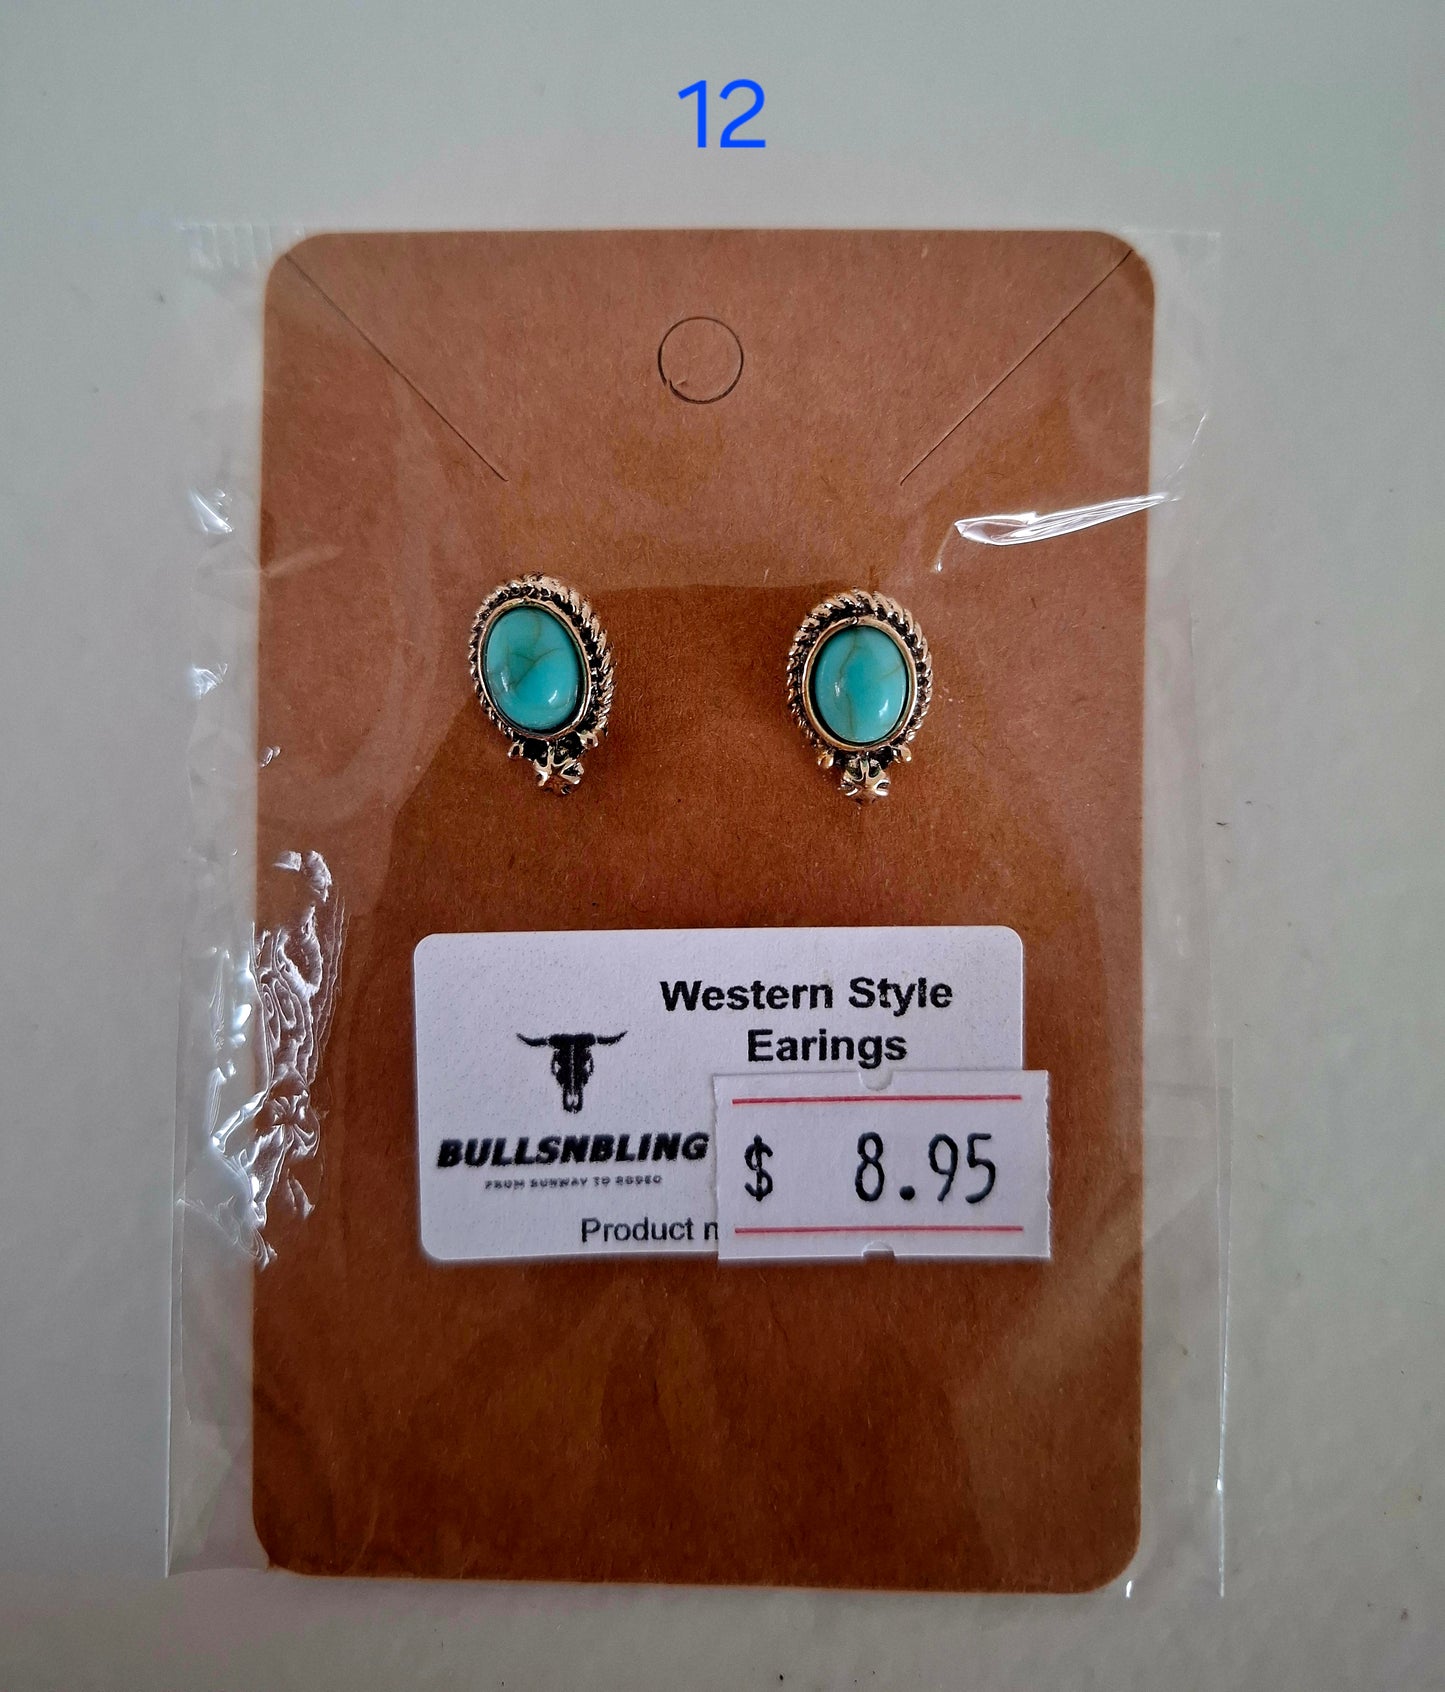 12
Western Style
Earings
BULLSNBLING
FROM RUNWAY TO RODEO
$ 8.95
Product